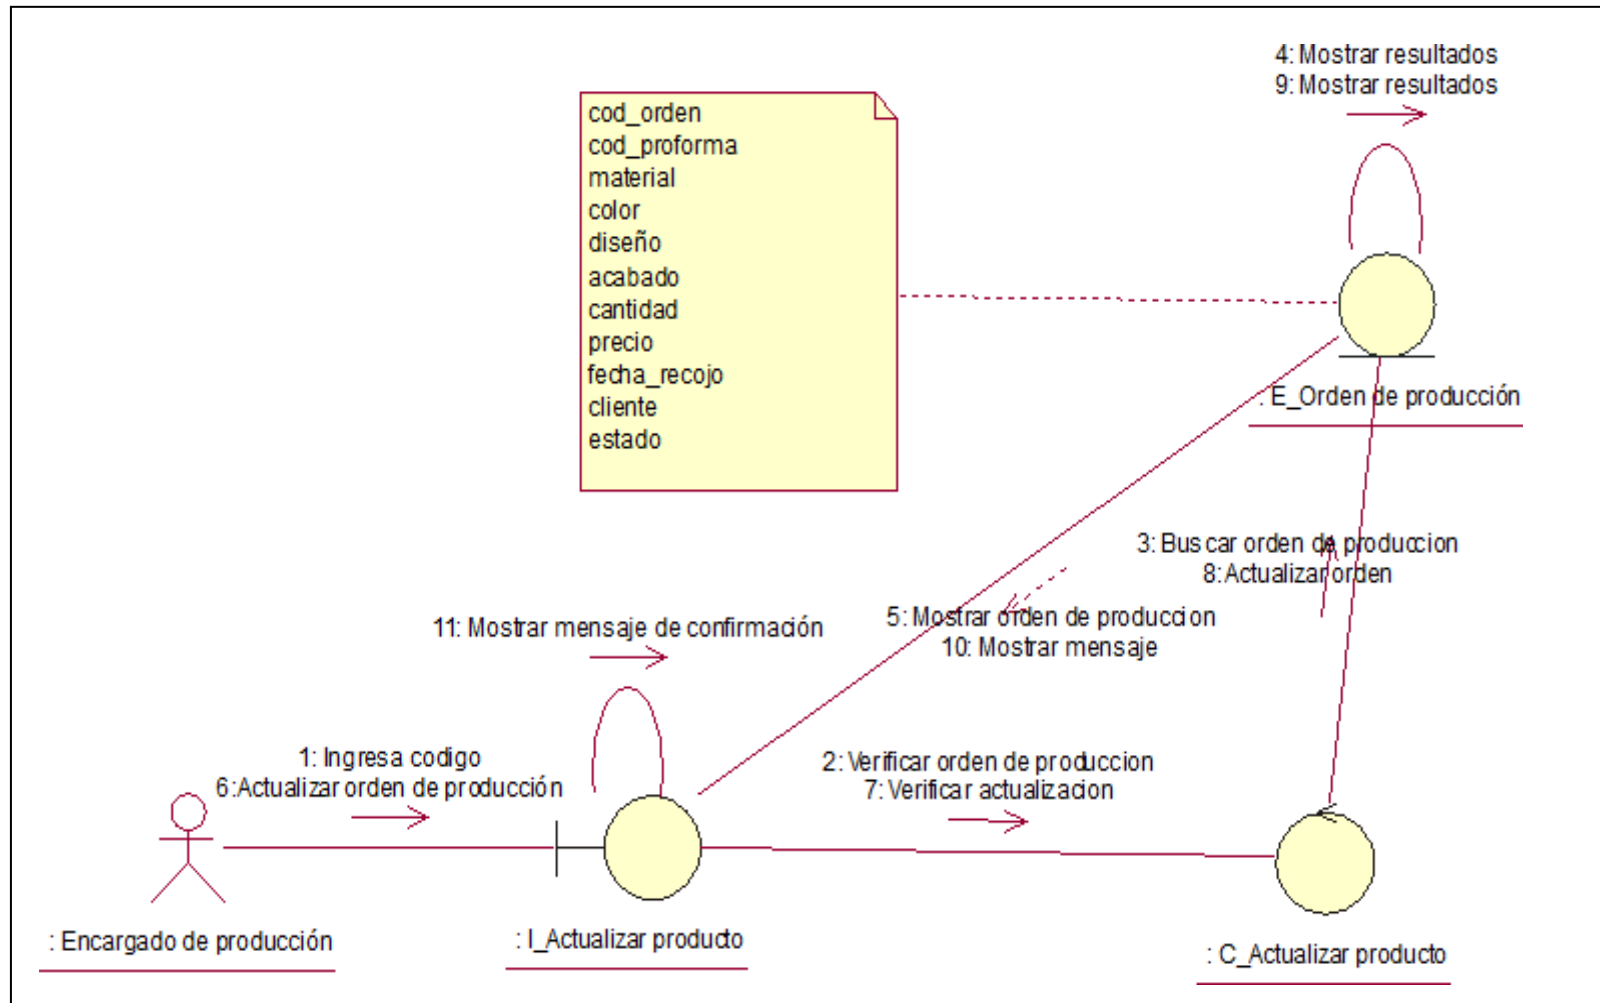 4: Mostrar resultados
9: Mostrar resultados
cod_orden
cod_proforma
material
color
diseño
acabado
cantidad
precio
fecha_recojo
cliente
estado
: E_Orden de producción
3: Buscar orden de produccion
8:Actualizar orden
5: Mostrar orden de produccion
10: Mostrar mensaje
11: Mostrar mensaje de confirmación
1: Ingresa codigo
6:Actualizar orden de producción
2: Verificar orden de produccion
7: Verificar actualizacion
: Encargado de producción
: I_Actualizar producto
: C_Actualizar producto